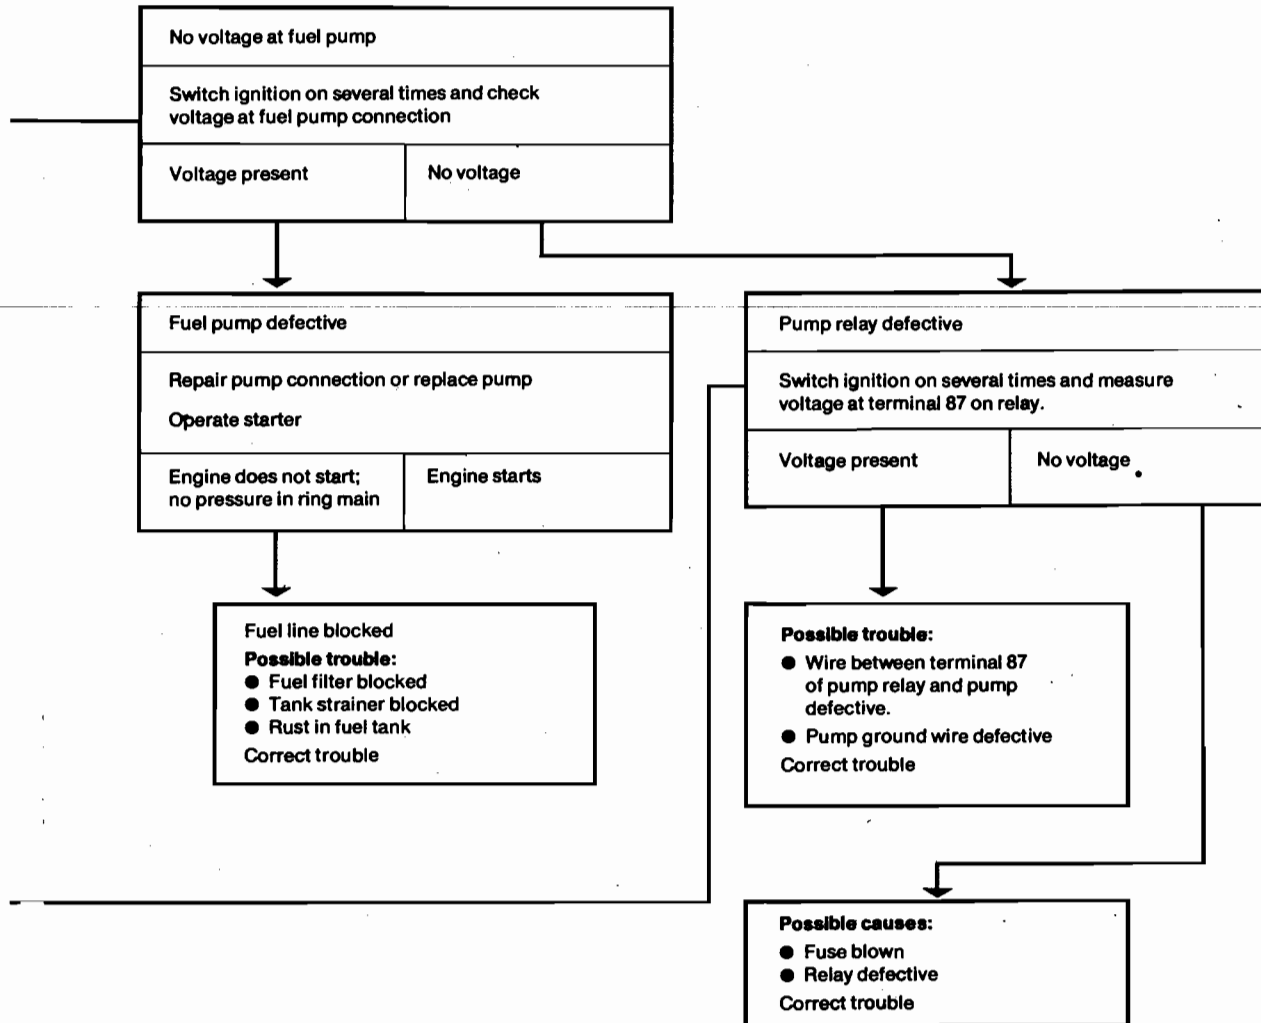 No voltage at fuel pump
Switch ignition on several times and check
voltage at fuel pump connection
Voltage present
No voltage
Fuel pump defective
Repair pump connection or replace pump
Operate starter
Engine does not start;
no pressure in ring main
Engine starts
Pump relay defective
Switch ignition on several times and measure
voltage at terminal 87 on relay.
Voltage present
No voltage
Fuel line blocked
Possible trouble:
● Fuel filter blocked
● Tank strainer blocked
● Rust in fuel tank
Correct trouble
Possible trouble:
● Wire between terminal 87
of pump relay and pump
defective.
● Pump ground wire defective
Correct trouble
Possible causes:
● Fuse blown
● Relay defective
Correct trouble